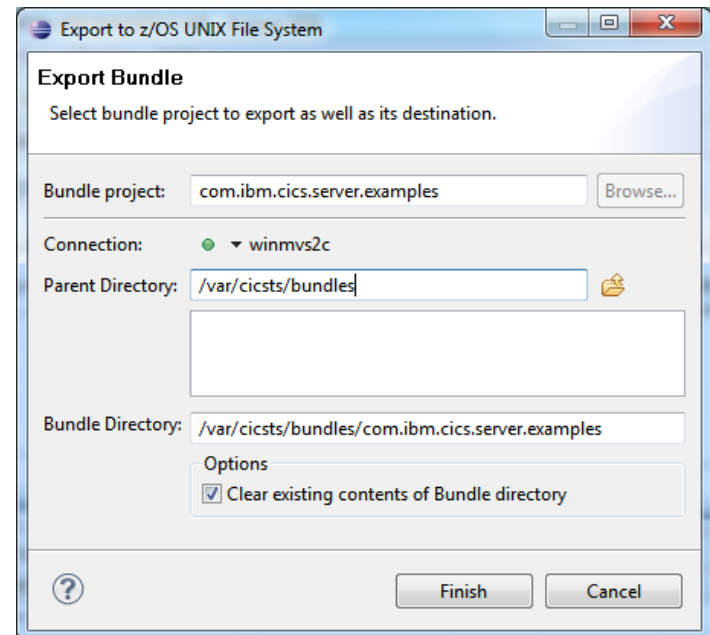 Export to z/OS UNIX File System
Export Bundle
Select bundle project to export as well as its destination.
Bundle project: com.ibm.cics.server.examples Browse...
Connection: winmvs2c
Parent Directory: /var/cicsts/bundles
Bundle Directory: /var/cicsts/bundles/com.ibm.cics.server.examples
Options
Clear existing contents of Bundle directory
? Finish Cancel